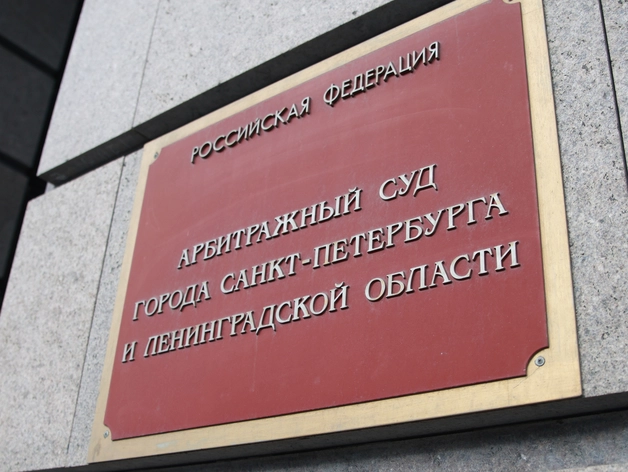 РОССИЙСКАЯ ФЕДЕРАЦИЯ
АРБИТРАЖНЫЙ СУД
ГОРОДА САНКТ-ПЕТЕРБУРГА
И ЛЕНИНГРАДСКОЙ ОБЛАСТИ